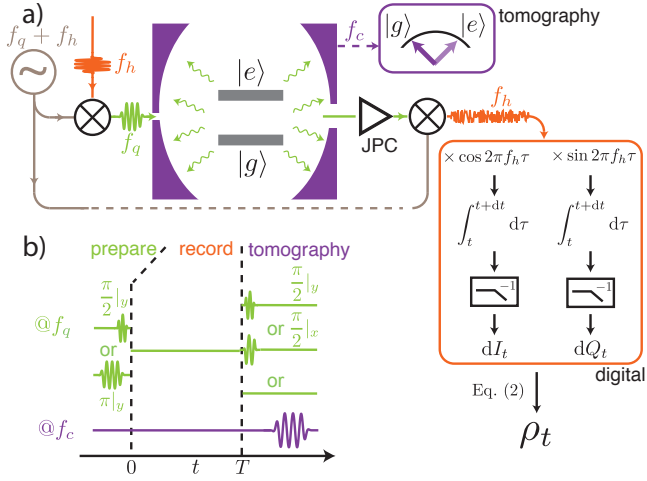 a)
f_q + f_h
f_h
f_q
|e⟩
|g⟩
f_c
|g⟩ |e⟩
tomography
JPC
f_h
× cos 2πf_hτ × sin 2πf_hτ
∫_t^{t+dt} dτ ∫_t^{t+dt} dτ
-1 -1
dI_t dQ_t
digital
Eq. (2)
ρ_t
b)
prepare record tomography
π/2|_y π/2|_y
@f_q
or or π/2|_x
π|_y or
@f_c
0 t T